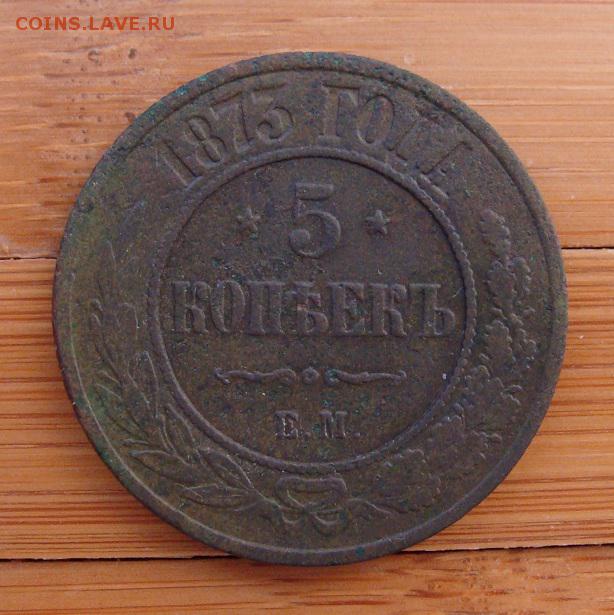 COINS.LAVE.RU
1873 ГОДА
5
КОПѢЕКЪ
Е.М.